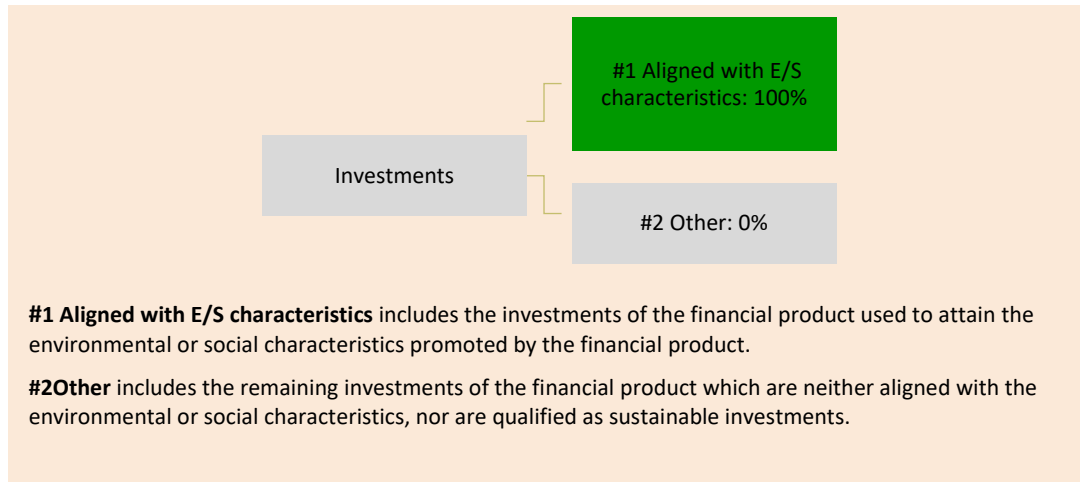 #1 Aligned with E/S
characteristics: 100%
Investments
#2 Other: 0%
#1 Aligned with E/S characteristics includes the investments of the financial product used to attain the
environmental or social characteristics promoted by the financial product.
#2Other includes the remaining investments of the financial product which are neither aligned with the
environmental or social characteristics, nor are qualified as sustainable investments.